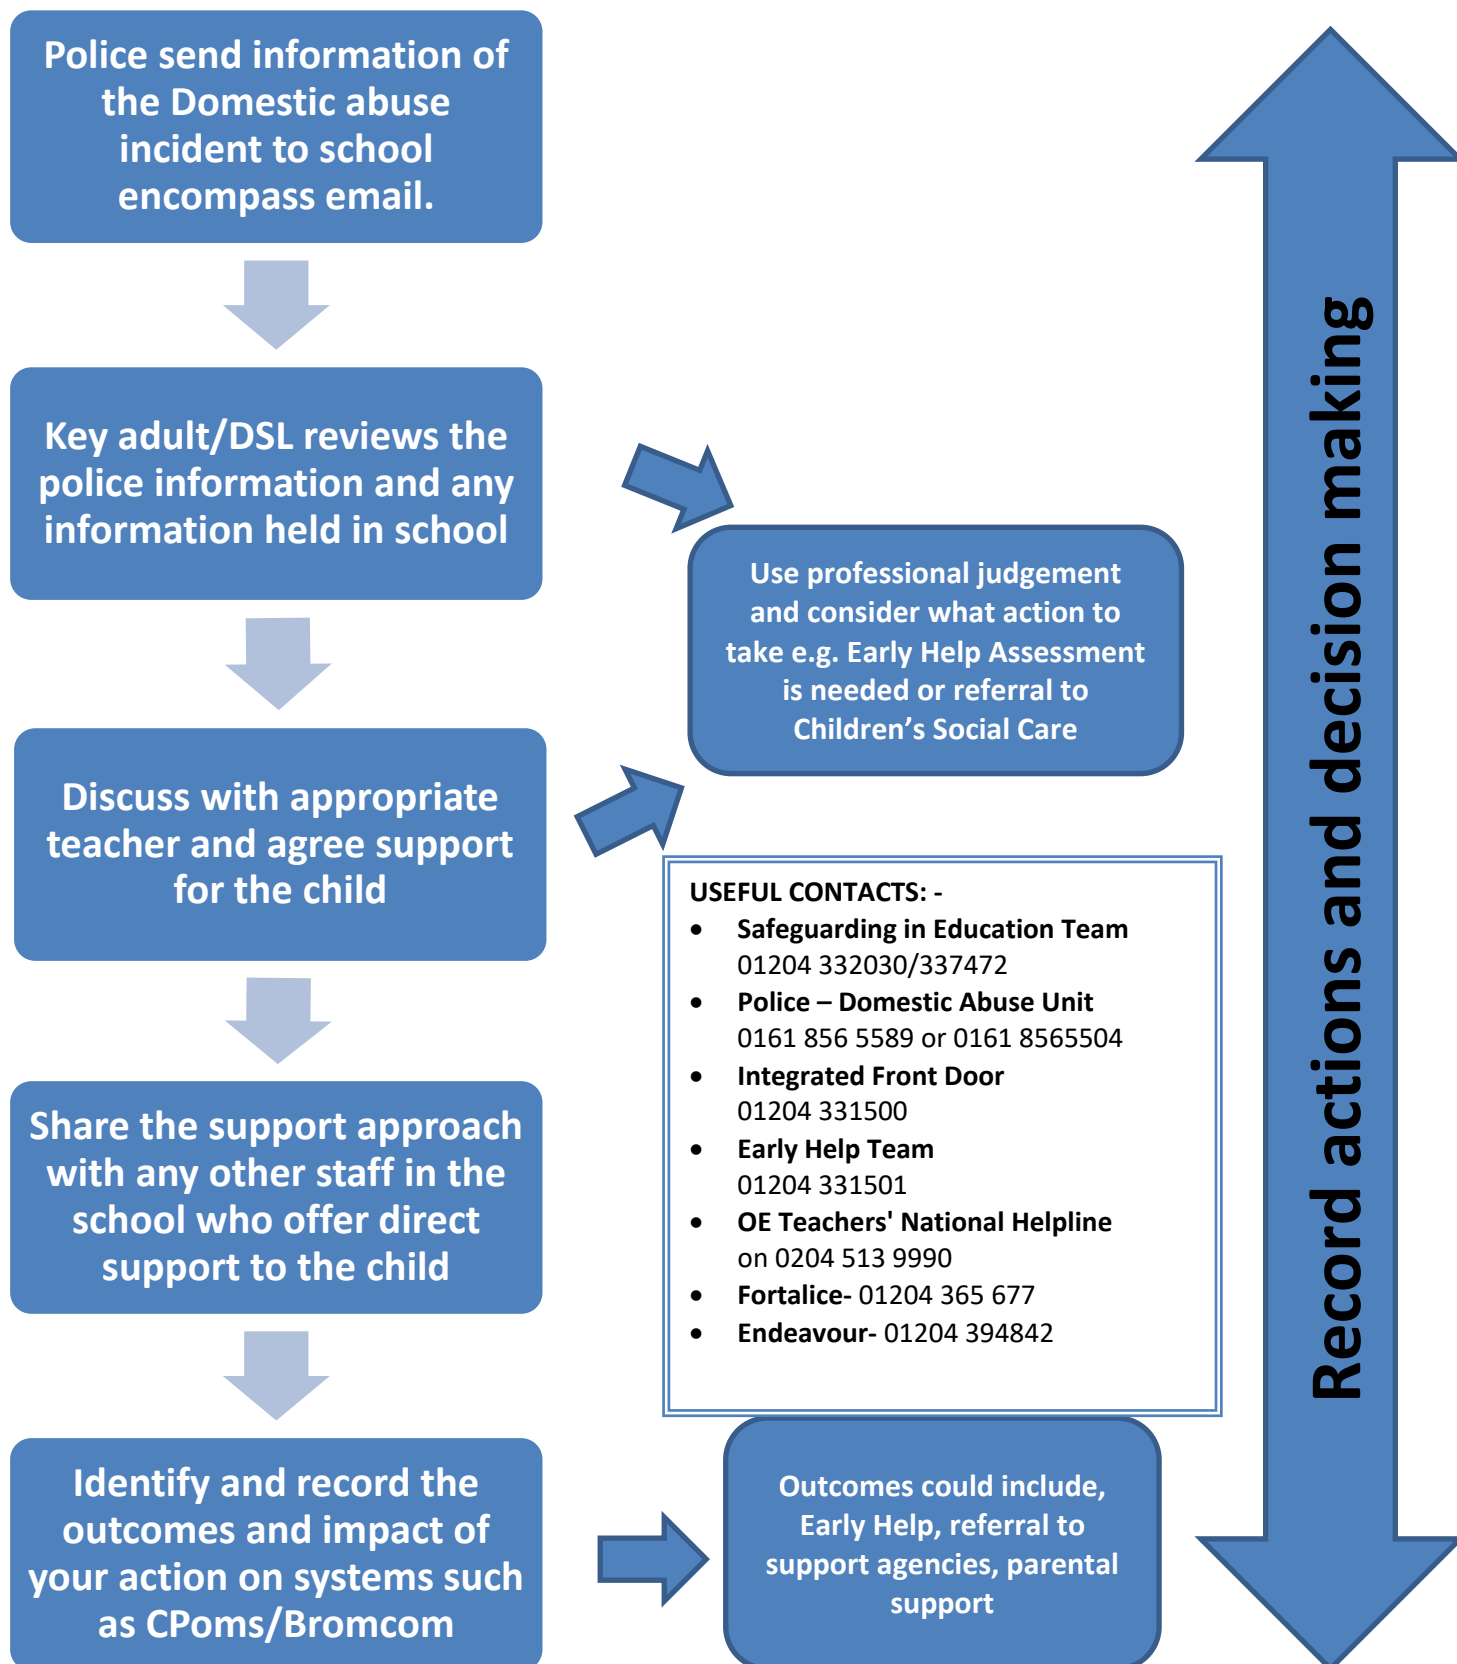 Police send information of
the Domestic abuse
incident to school
encompass email.
Key adult/DSL reviews the
police information and any
information held in school
Use professional judgement
and consider what action to
take e.g. Early Help Assessment
is needed or referral to
Children’s Social Care
Discuss with appropriate
teacher and agree support
for the child
USEFUL CONTACTS: -
• Safeguarding in Education Team
01204 332030/337472
• Police – Domestic Abuse Unit
0161 856 5589 or 0161 8565504
• Integrated Front Door
01204 331500
• Early Help Team
01204 331501
• OE Teachers' National Helpline
on 0204 513 9990
• Fortalice- 01204 365 677
• Endeavour- 01204 394842
Share the support approach
with any other staff in the
school who offer direct
support to the child
Identify and record the
outcomes and impact of
your action on systems such
as CPoms/Bromcom
Outcomes could include,
Early Help, referral to
support agencies, parental
support
Record actions and decision making